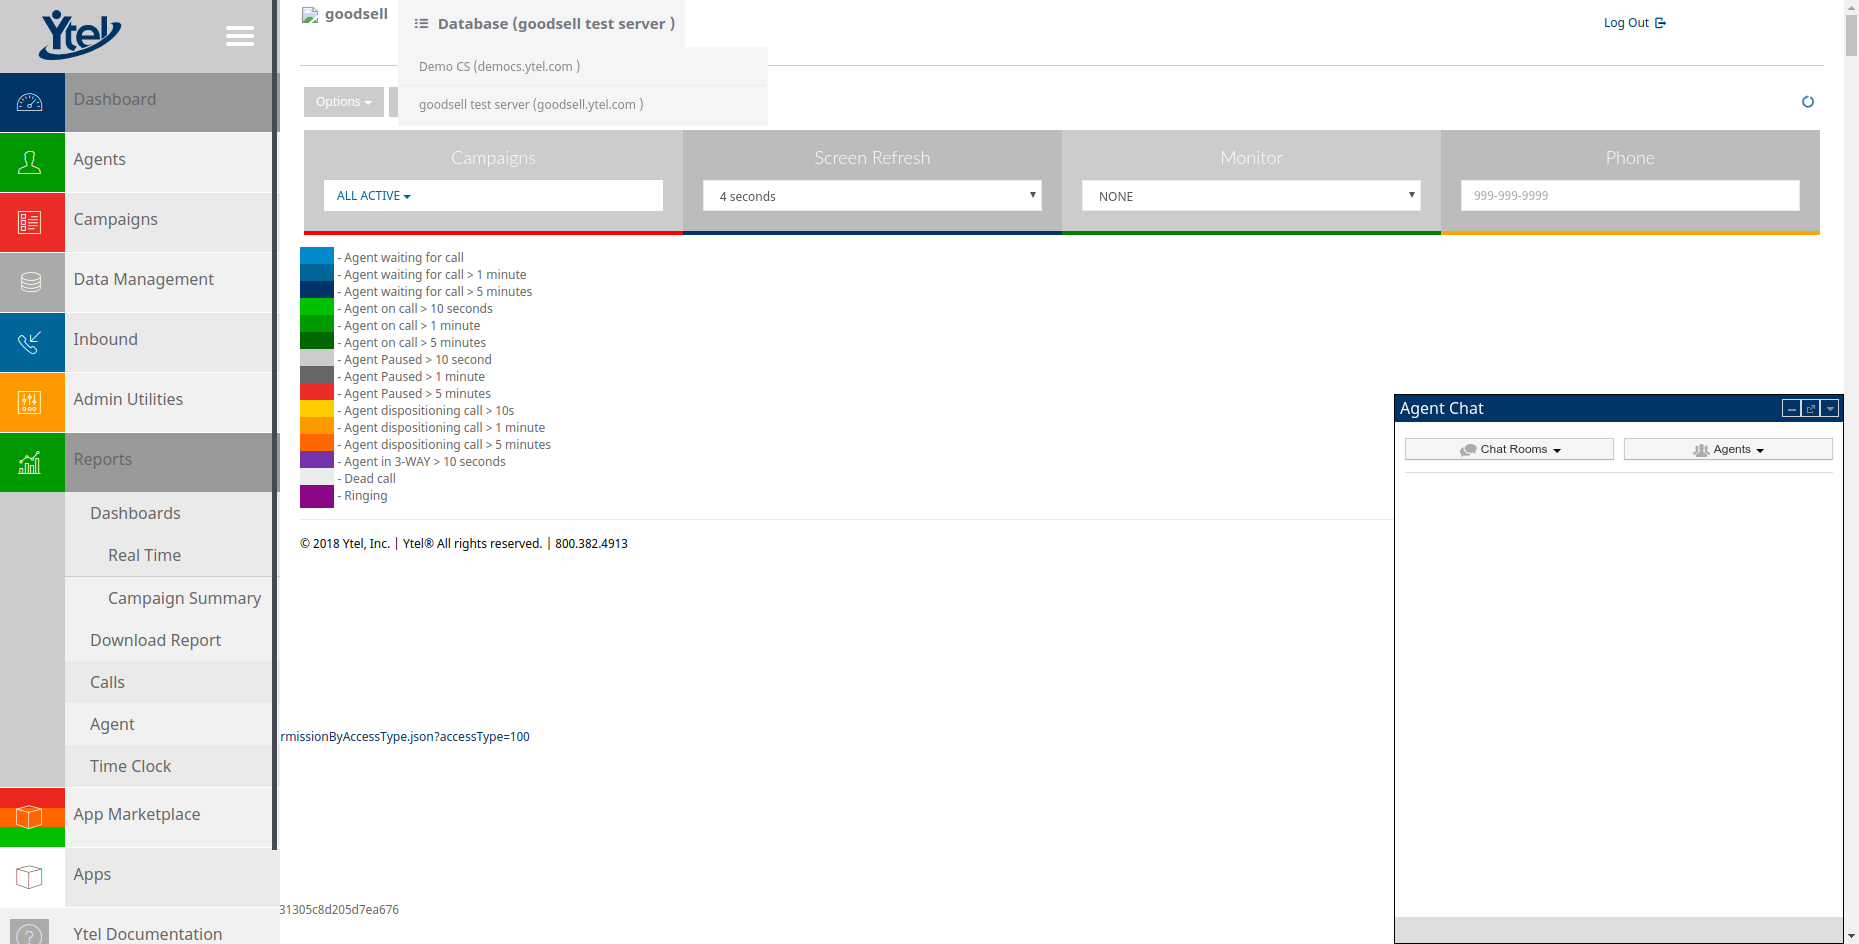 Ytel
goodsell
Database (goodsell test server )
Log Out
Demo CS (democs.ytel.com )
goodsell test server (goodsell.ytel.com )
Options
Dashboard
Agents
Campaigns
Data Management
Inbound
Admin Utilities
Reports
Dashboards
Real Time
Campaign Summary
Download Report
Calls
Agent
Time Clock
App Marketplace
Apps
Ytel Documentation
Campaigns
ALL ACTIVE
Screen Refresh
4 seconds
Monitor
NONE
Phone
999-999-9999
- Agent waiting for call
- Agent waiting for call > 1 minute
- Agent waiting for call > 5 minutes
- Agent on call > 10 seconds
- Agent on call > 1 minute
- Agent on call > 5 minutes
- Agent Paused > 10 second
- Agent Paused > 1 minute
- Agent Paused > 5 minutes
- Agent dispositioning call > 10s
- Agent dispositioning call > 1 minute
- Agent dispositioning call > 5 minutes
- Agent in 3-WAY > 10 seconds
- Dead call
- Ringing
© 2018 Ytel, Inc. | Ytel® All rights reserved. | 800.382.4913
rmissionByAccessType.json?accessType=100
31305c8d205d7ea676
Agent Chat
Chat Rooms
Agents